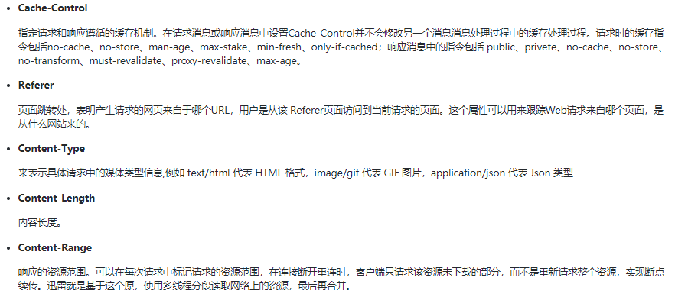 Cache-Control
指定请求和响应遵循的缓存机制。在请求消息或响应消息中设置Cache-Control并不会修改另一个消息消息处理过程中的缓存处理过程。请求时的缓存指
令包括no-cache、no-store、man-age、max-stake、min-fresh、only-if-cached；响应消息中的指令包括 public、private、no-cache、no-store、
no-transform、must-revalidate、proxy-revalidate、max-age。
Referer
页面跳转处，表明产生请求的网页来自于哪个URL，用户是从该 Referer页面访问到当前请求的页面。这个属性可以用来跟踪Web请求来自哪个页面，是
从什么网站来的。
Content-Type
来表示具体请求中的媒体类型信息,例如 text/html 代表 HTML 格式，image/gif 代表 GIF 图片，application/json 代表 Json 类型
Content-Length
内容长度。
Content-Range
响应的资源范围。可以在每次请求中标记请求的资源范围，在连接断开重连时，客户端只请求该资源未下载的部分，而不是重新请求整个资源，实现断点
续传。迅雷就是基于这个原，使用多线程分段读取网络上的资源，最后再合并。